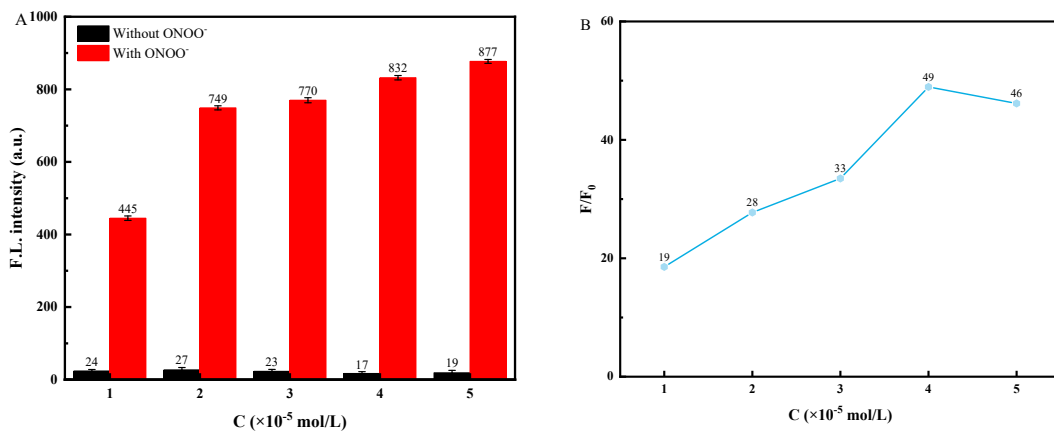 A
Without ONOO⁻
With ONOO⁻
1000
800
600
400
200
0
F.L. intensity (a.u.)
24
445
27
749
23
770
17
832
19
877
1 2 3 4 5
C (×10⁻⁵ mol/L)
B
60
40
20
0
F/F₀
19
28
33
49
46
1 2 3 4 5
C (×10⁻⁵ mol/L)